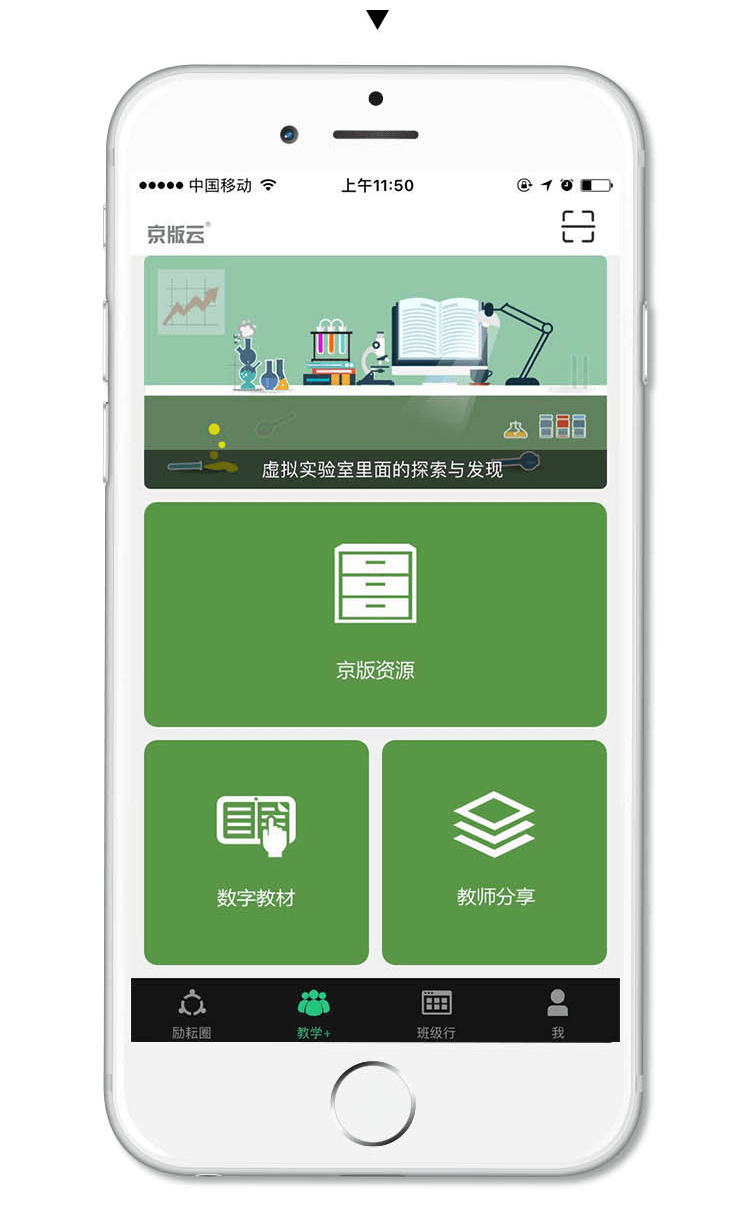 中国移动
上午11:50
京版云®
虚拟实验室里面的探索与发现
京版资源
数字教材
教师分享
励耘圈
教学+
班级行
我